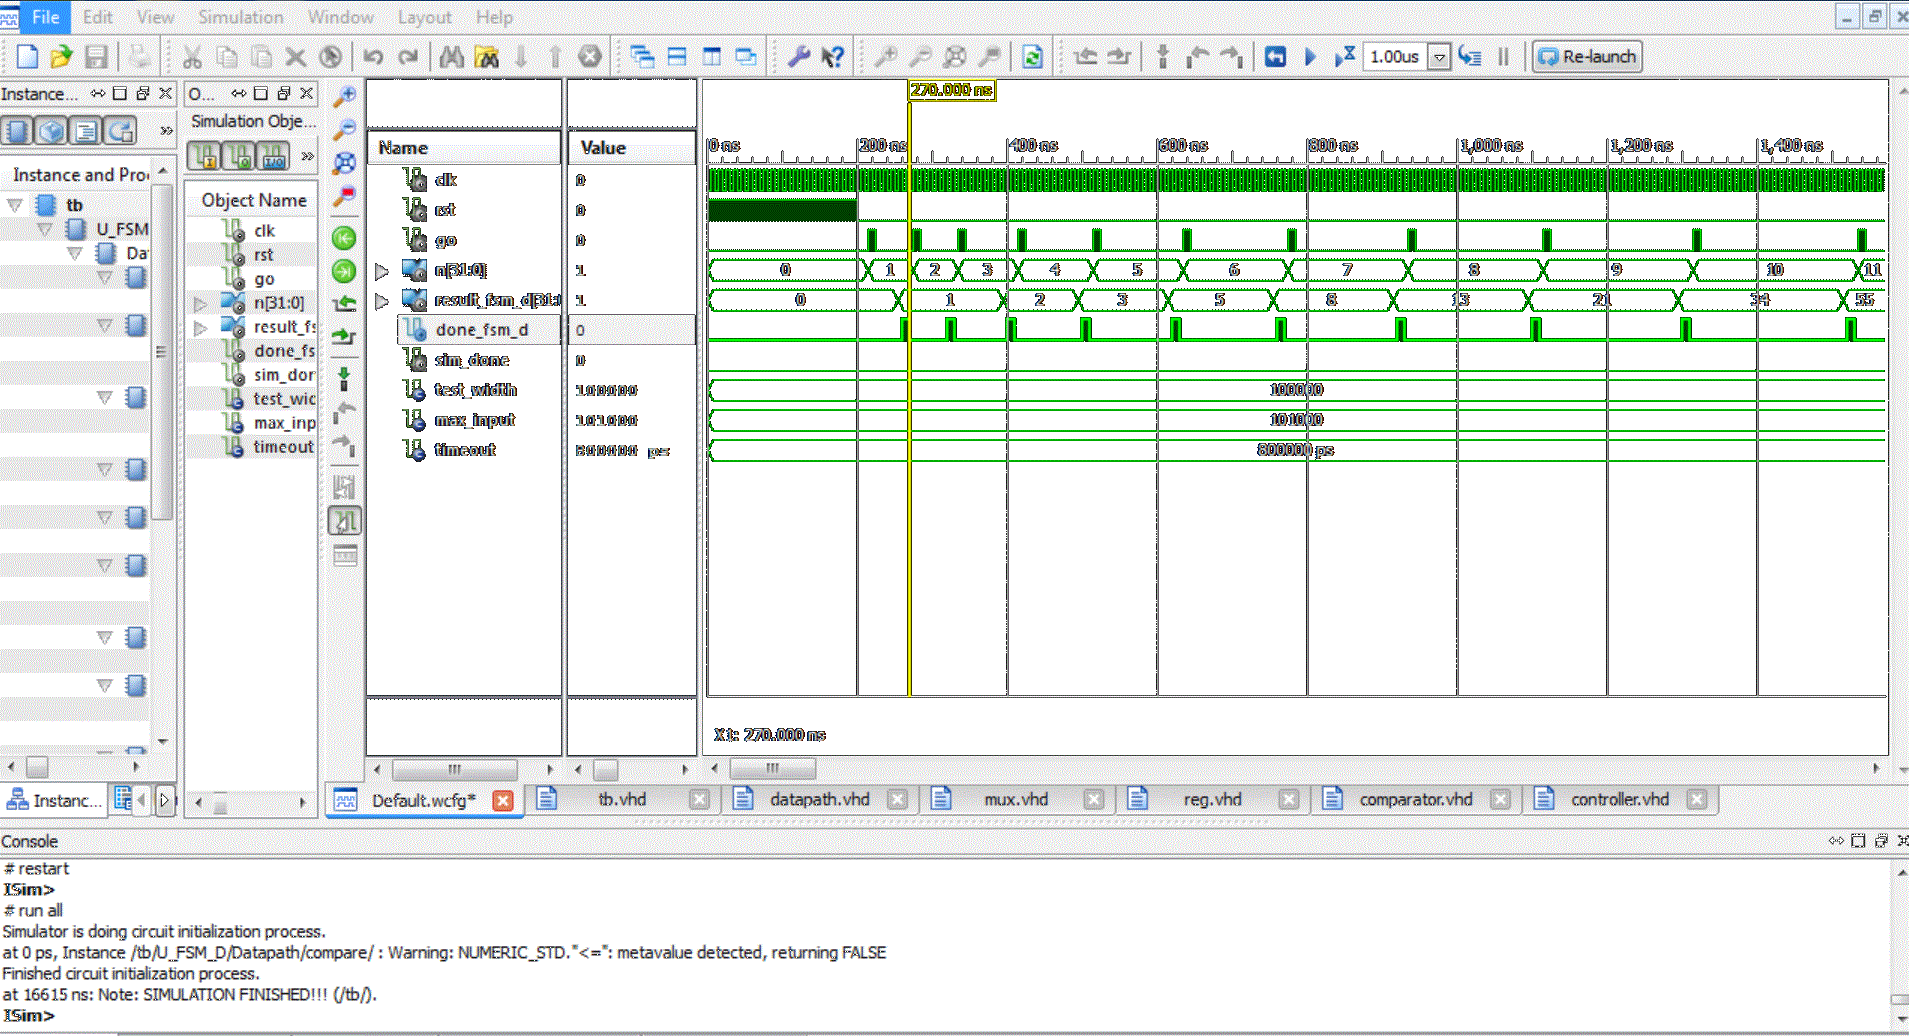 File Edit View Simulation Window Layout Help
1.00us Re-launch
Instance... O...
Simulation Obje...
Instance and Pro
tb
U_FSM
Da
Object Name
clk
rst
go
n[31:0]
result_fs
done_fs
sim_dor
test_wid
max_inp
timeout
Name Value
clk 0
rst 0
go 0
n[31:0] 1
result_fsm_d[31:0 1
done_fsm_d 0
sim_done 0
test_width 100000
max_input 101000
timeout 800000 ps
270.000 ns
0 ns 200 ns 400 ns 600 ns 800 ns 1,000 ns 1,200 ns 1,400 ns
0 1 2 3 4 5 6 7 8 9 10 11
0 1 2 3 5 8 13 21 34 55
100000
101000
800000 ps
X1: 270.000 ns
Instanc...
Default.wcfg* tb.vhd datapath.vhd mux.vhd reg.vhd comparator.vhd controller.vhd
Console
# restart
ISim>
# run all
Simulator is doing circuit initialization process.
at 0 ps, Instance /tb/U_FSM_D/Datapath/compare/ : Warning: NUMERIC_STD."<=": metavalue detected, returning FALSE
Finished circuit initialization process.
at 16615 ns: Note: SIMULATION FINISHED!!! (/tb/).
ISim>